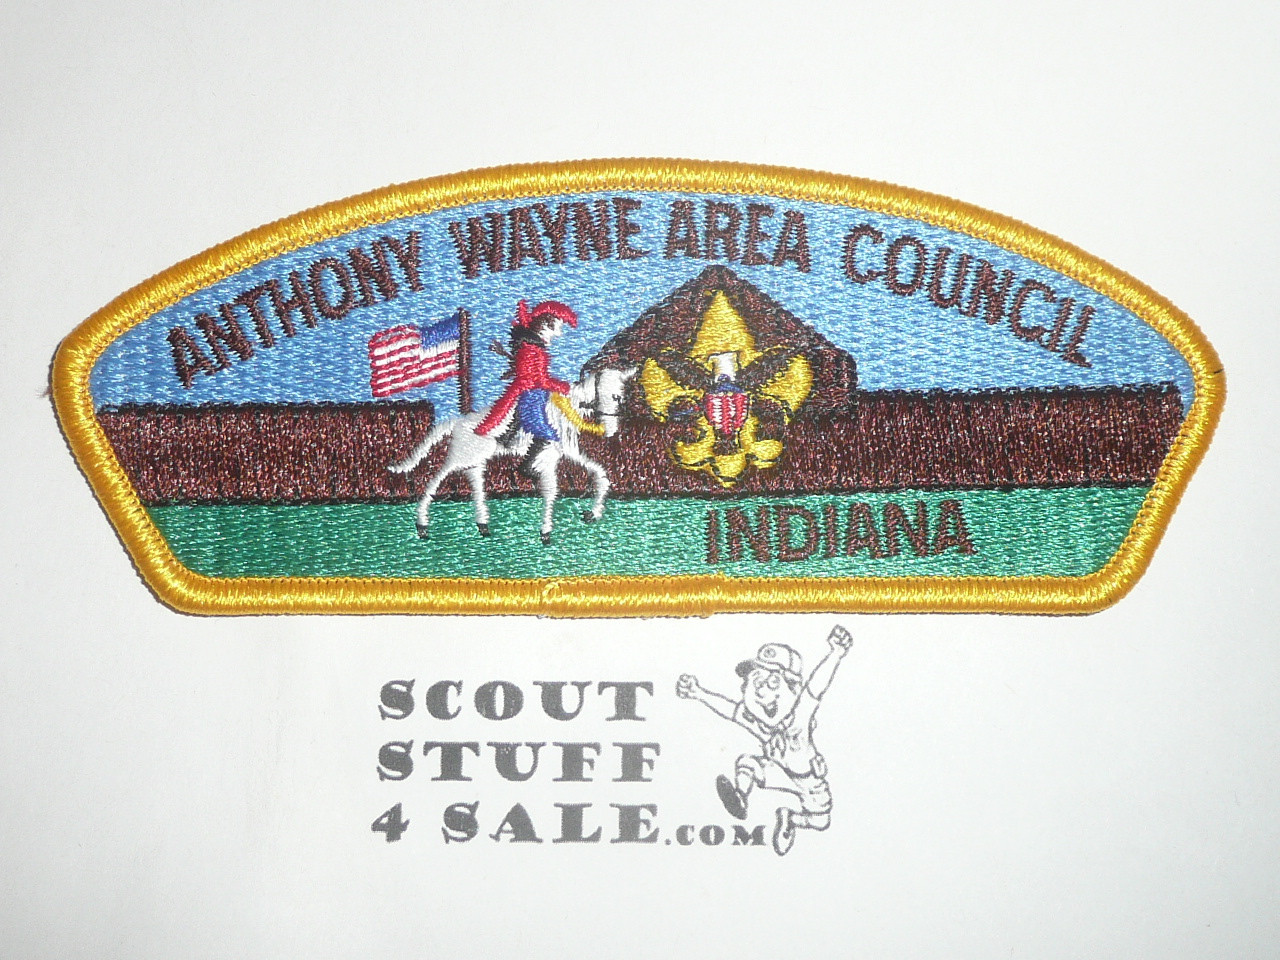 ANTHONY WAYNE AREA COUNCIL
INDIANA
SCOUT
STUFF
4 SALE.COM